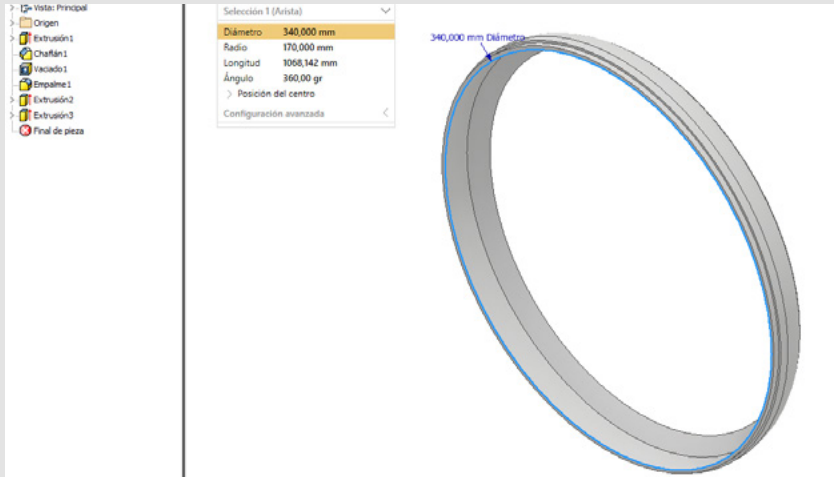 Vista: Principal
Origen
Extrusión1
Chaflán1
Vaciado1
Empalme1
Extrusión2
Extrusión3
Final de pieza
Selección 1 (Arista)
Diámetro 340,000 mm
Radio 170,000 mm
Longitud 1068,142 mm
Ángulo 360,00 gr
Posición del centro
Configuración avanzada
340,000 mm Diámetro